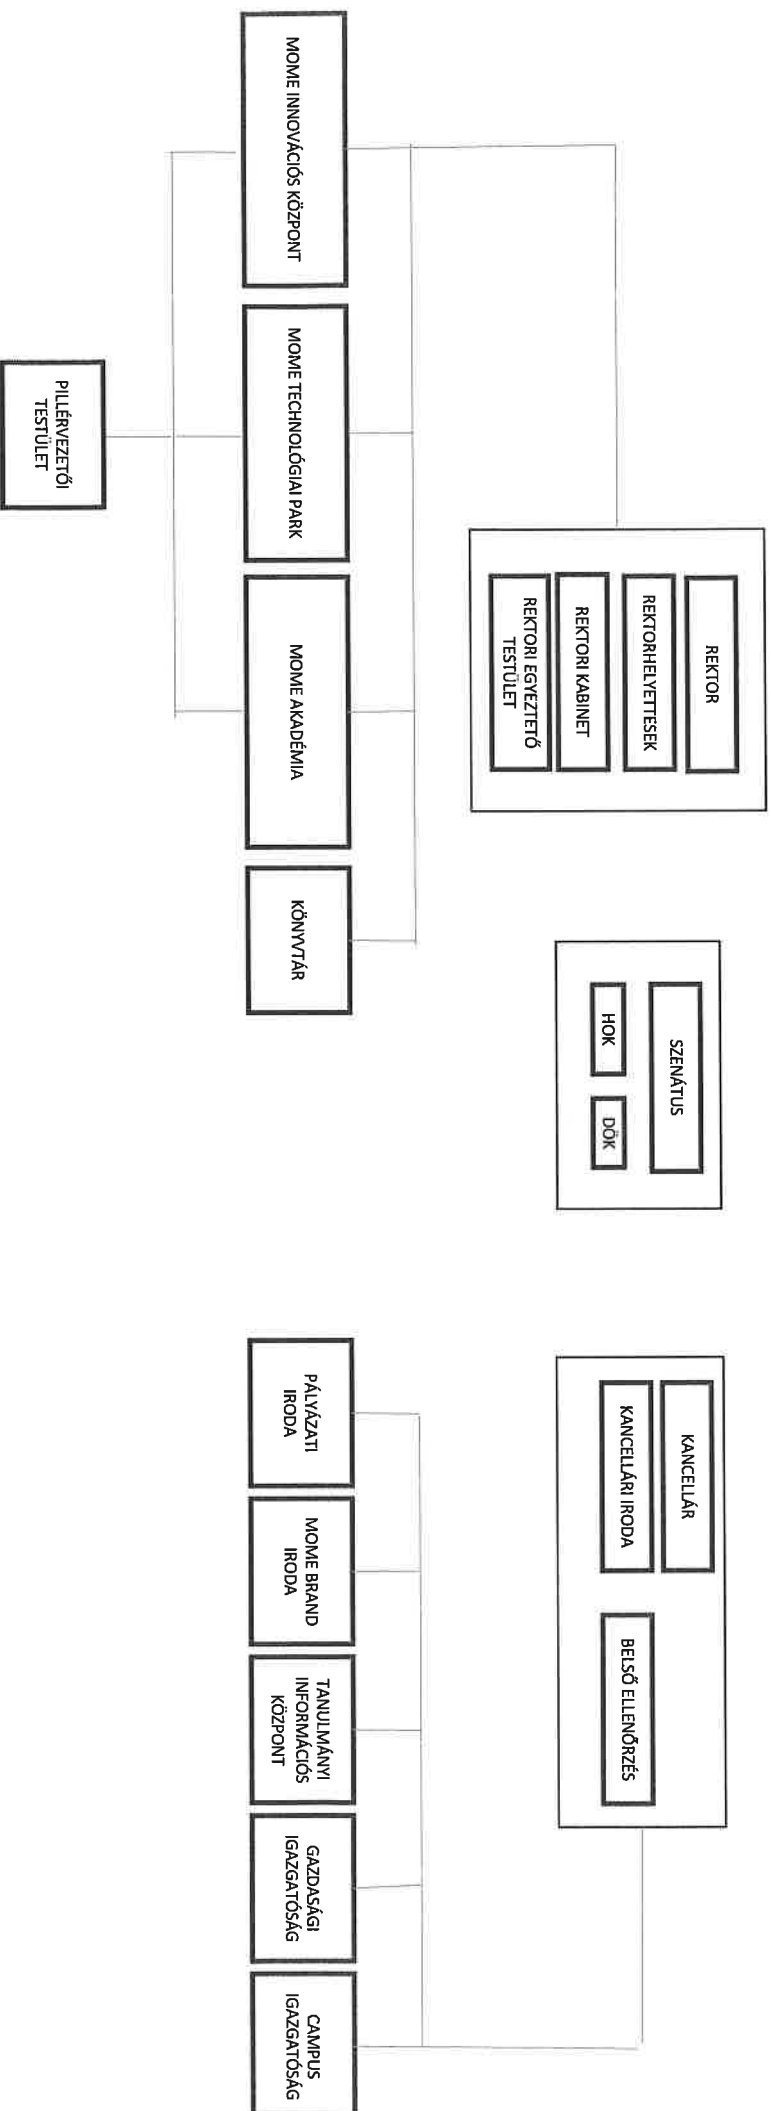 REKTOR
REKTORHELYETTESEK
REKTORI KABINET
REKTORI EGYEZTETŐ
TESTÜLET
SZENÁTUS
HOK
DÖK
KANCELLÁR
KANCELLÁRI IRODA
BELSŐ ELLENŐRZÉS
MOME INNOVÁCIÓS KÖZPONT
MOME TECHNOLÓGIAI PARK
MOME AKADÉMIA
KÖNYVTÁR
PÁLYÁZATI
IRODA
MOME BRAND
IRODA
TANULMÁNYI
INFORMÁCIÓS
KÖZPONT
GAZDASÁGI
IGAZGATÓSÁG
CAMPUS
IGAZGATÓSÁG
PILLÉRVEZETŐI
TESTÜLET